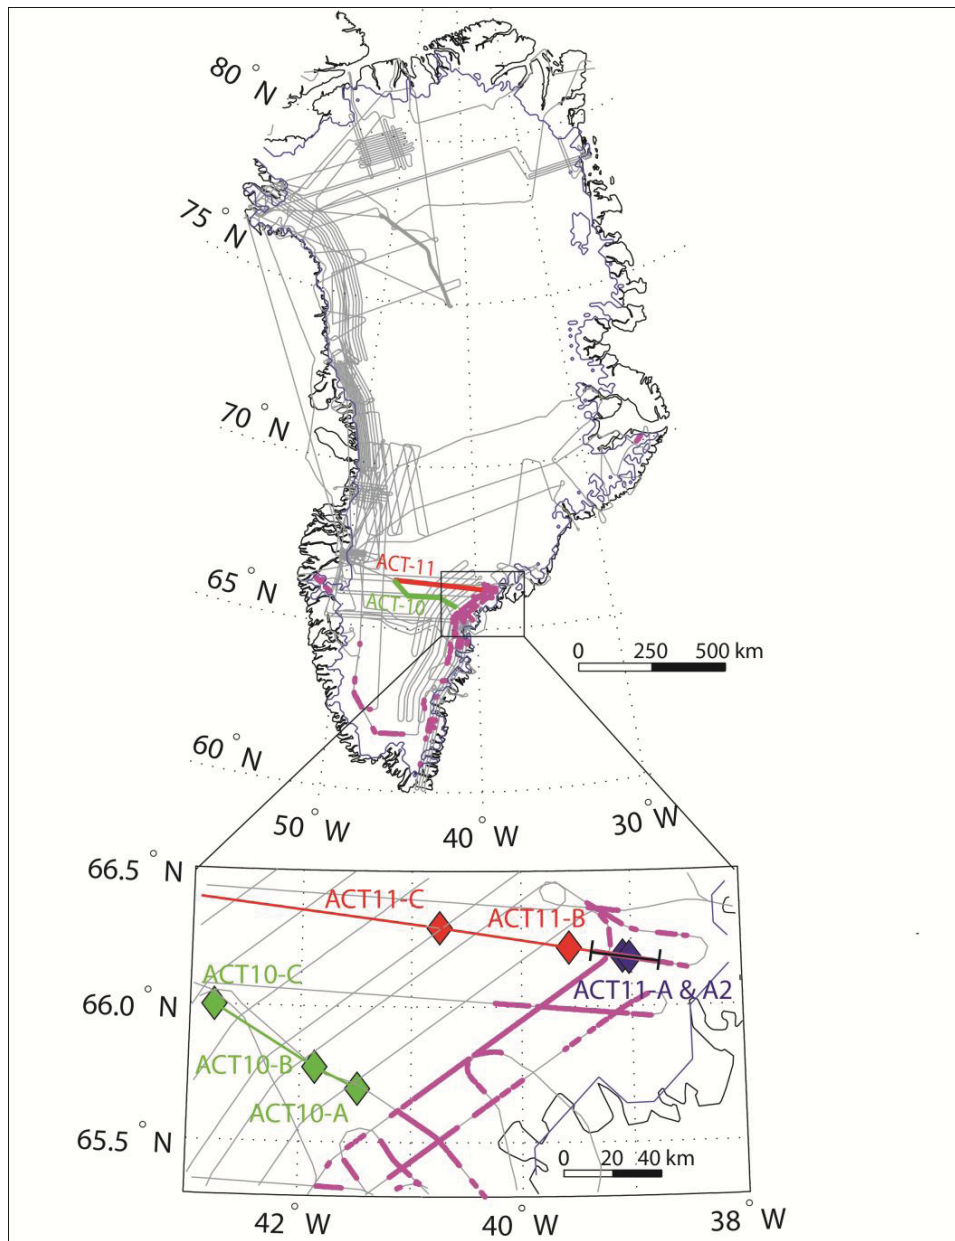 80 ° N
75 ° N
70 ° N
ACT-11
65 ° N
ACT-10
0 250 500 km
60 ° N
50 ° W
40 ° W
30 ° W
66.5 ° N
ACT11-C
ACT11-B
ACT10-C
ACT11-A & A2
66.0 ° N
ACT10-B
ACT10-A
65.5 ° N
0 20 40 km
42 ° W
40 ° W
38 ° W